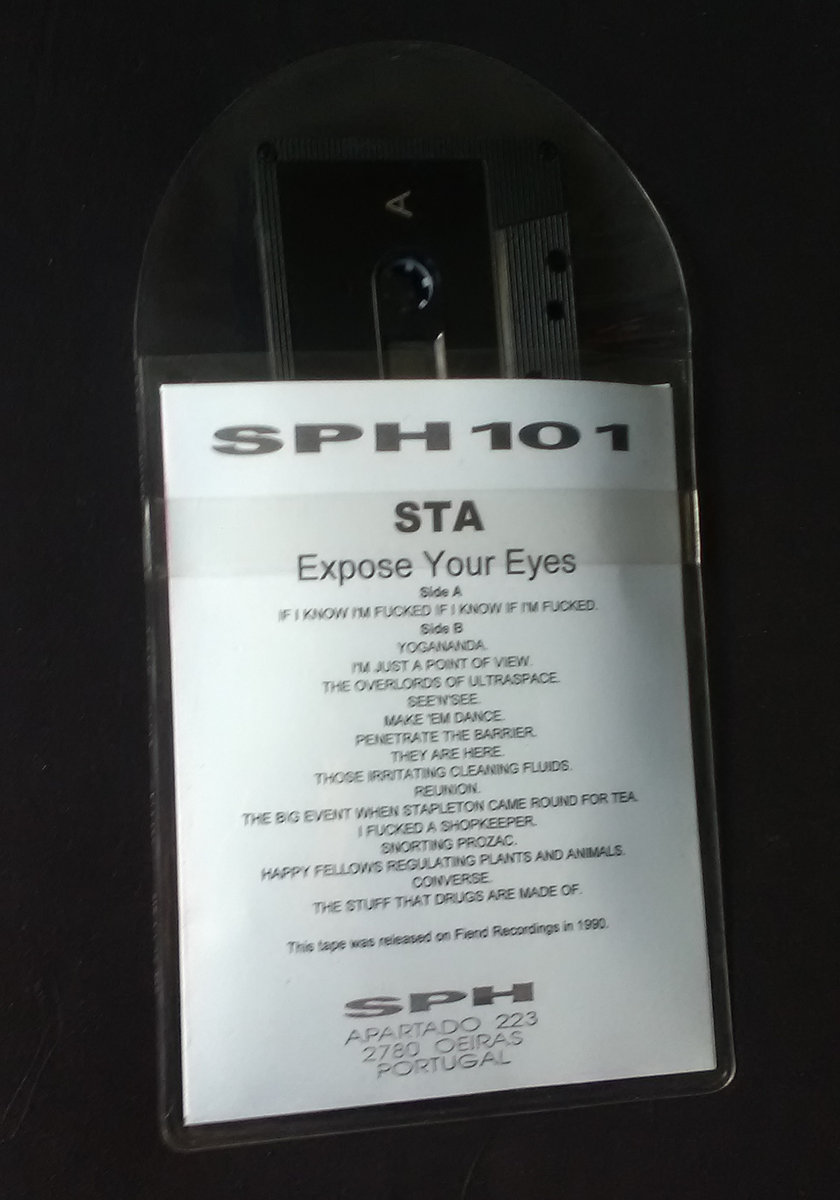 A
SPH 101
STA
Expose Your Eyes
Side A
IF I KNOW I'M FUCKED IF I KNOW IF I'M FUCKED.
Side B
YOGANANDA.
I'M JUST A POINT OF VIEW.
THE OVERLORDS OF ULTRASPACE.
SEE'N'SEE.
MAKE 'EM DANCE.
PENETRATE THE BARRIER.
THEY ARE HERE.
THOSE IRRITATING CLEANING FLUIDS.
REUNION.
THE BIG EVENT WHEN STAPLETON CAME ROUND FOR TEA.
I FUCKED A SHOPKEEPER.
SNORTING PROZAC.
HAPPY FELLOWS REGULATING PLANTS AND ANIMALS.
CONVERSE.
THE STUFF THAT DRUGS ARE MADE OF.
This tape was released on Fiend Recordings in 1990.
SPH
APARTADO 223
2780 OEIRAS
PORTUGAL